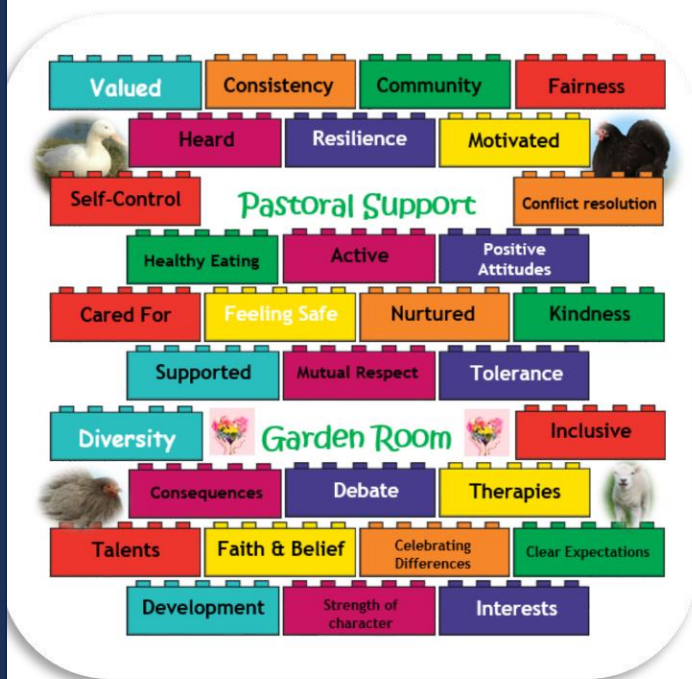 Valued Consistency Community Fairness
Heard Resilience Motivated
Self-Control Pastoral Support Conflict resolution
Healthy Eating Active Positive
Attitudes
Cared For Feeling Safe Nurtured Kindness
Supported Mutual Respect Tolerance
Diversity Garden Room Inclusive
Consequences Debate Therapies
Talents Faith & Belief Celebrating
Differences Clear Expectations
Development Strength of
character Interests